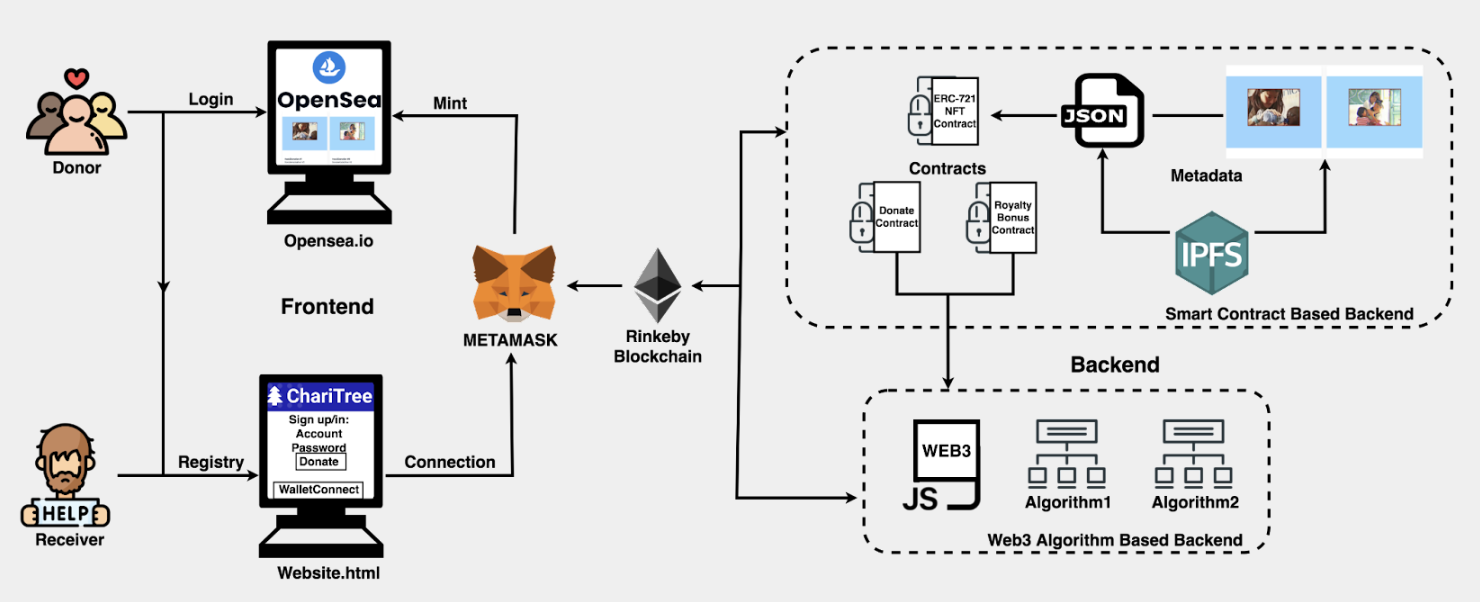 Login
OpenSea
Mint
Donor
Opensea.io
Frontend
METAMASK
Rinkeby
Blockchain
ChariTree
Sign up/in:
Account
Password
Donate
WalletConnect
Registry
Connection
HELP
Receiver
Website.html
ERC-721
NFT
Contract
JSON
Contracts
Metadata
Donate
Contract
Royalty
Bonus
Contract
IPFS
Smart Contract Based Backend
Backend
WEB3
JS
Algorithm1
Algorithm2
Web3 Algorithm Based Backend